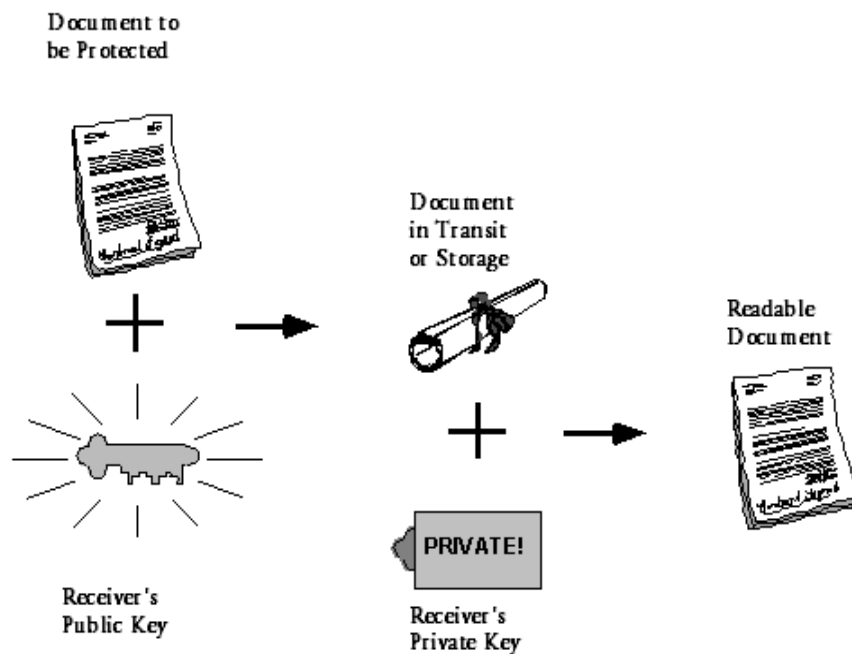 Document to
be Protected
Document
in Transit
or Storage
Readable
Document
PRIVATE!
Receiver's
Public Key
Receiver's
Private Key